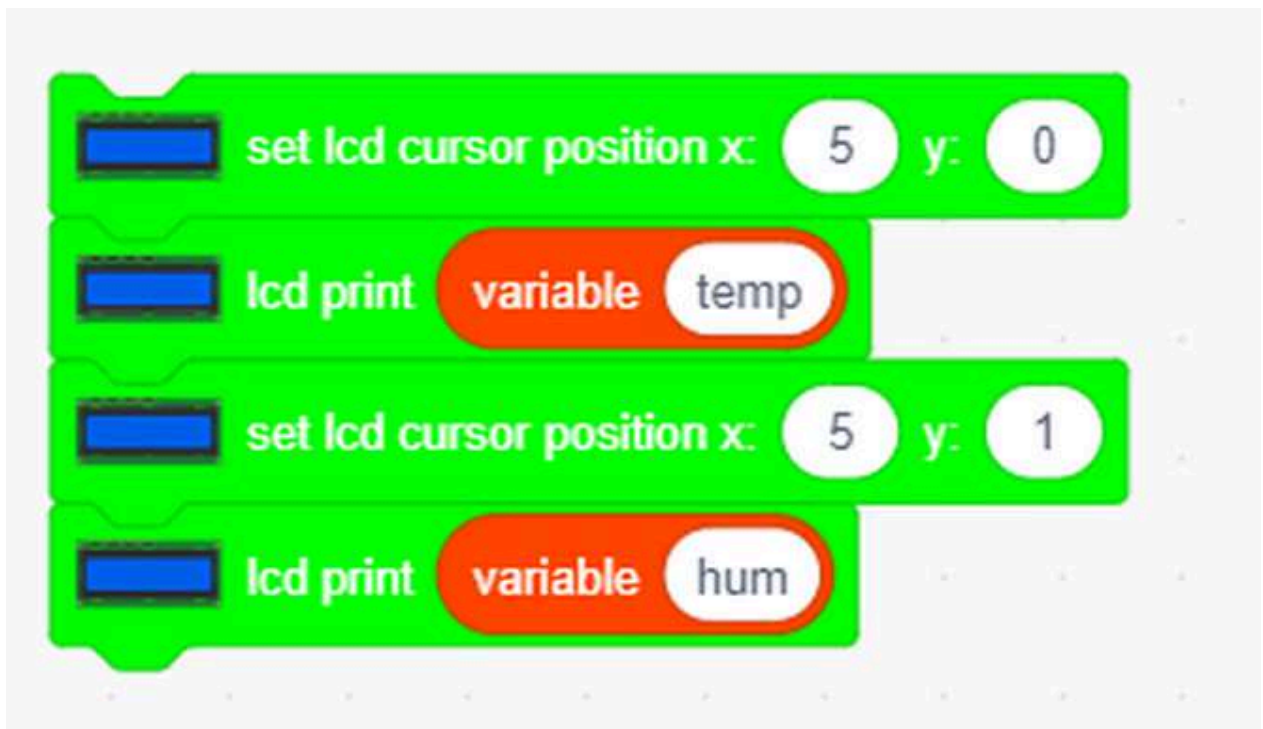 set lcd cursor position x: 5 y: 0
lcd print variable temp
set lcd cursor position x: 5 y: 1
lcd print variable hum